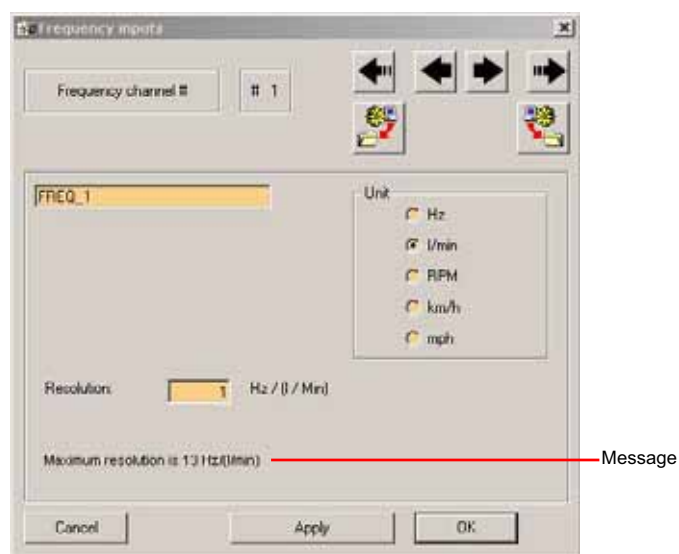 Frequency inputs
Frequency channel #
# 1
FREQ_1
Unit
Hz
l/min
RPM
km/h
mph
Resolution:
1
Hz / (l / Min)
Maximum resolution is 13 Hz/(l/min)
Message
Cancel
Apply
OK